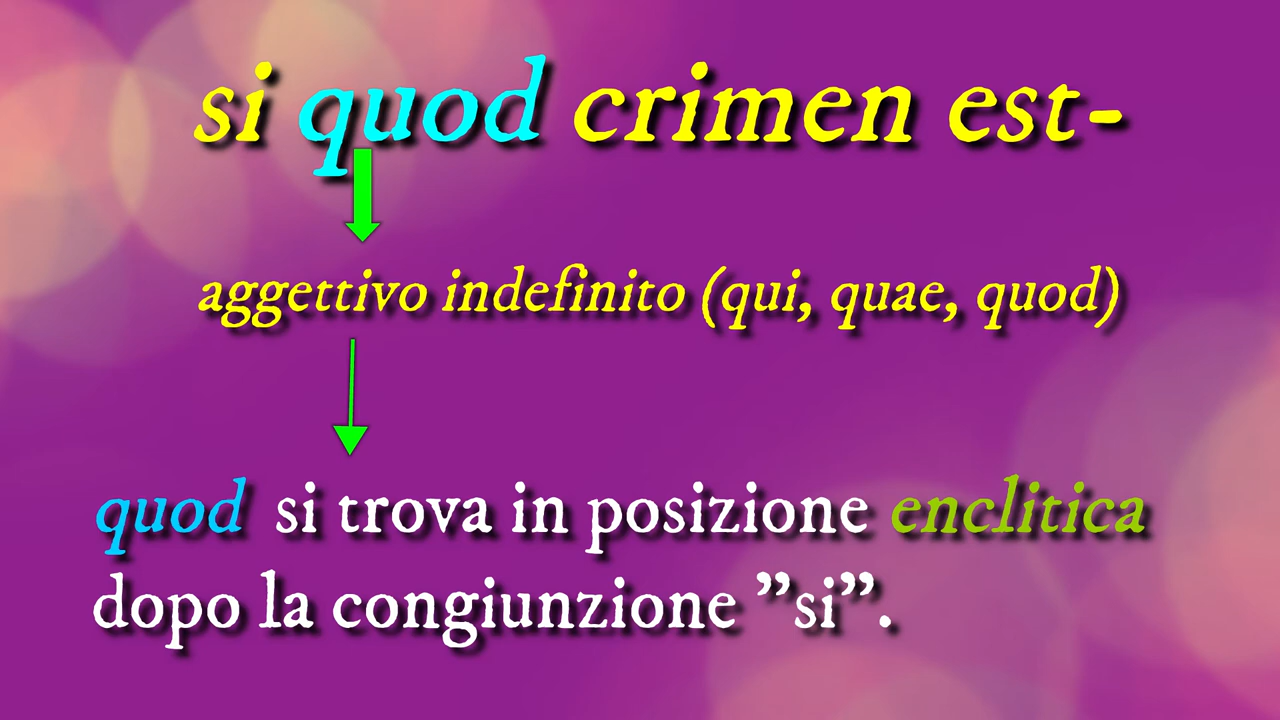 si quod crimen est-
aggettivo indefinito (qui, quae, quod)
quod si trova in posizione enclitica
dopo la congiunzione ”si”.